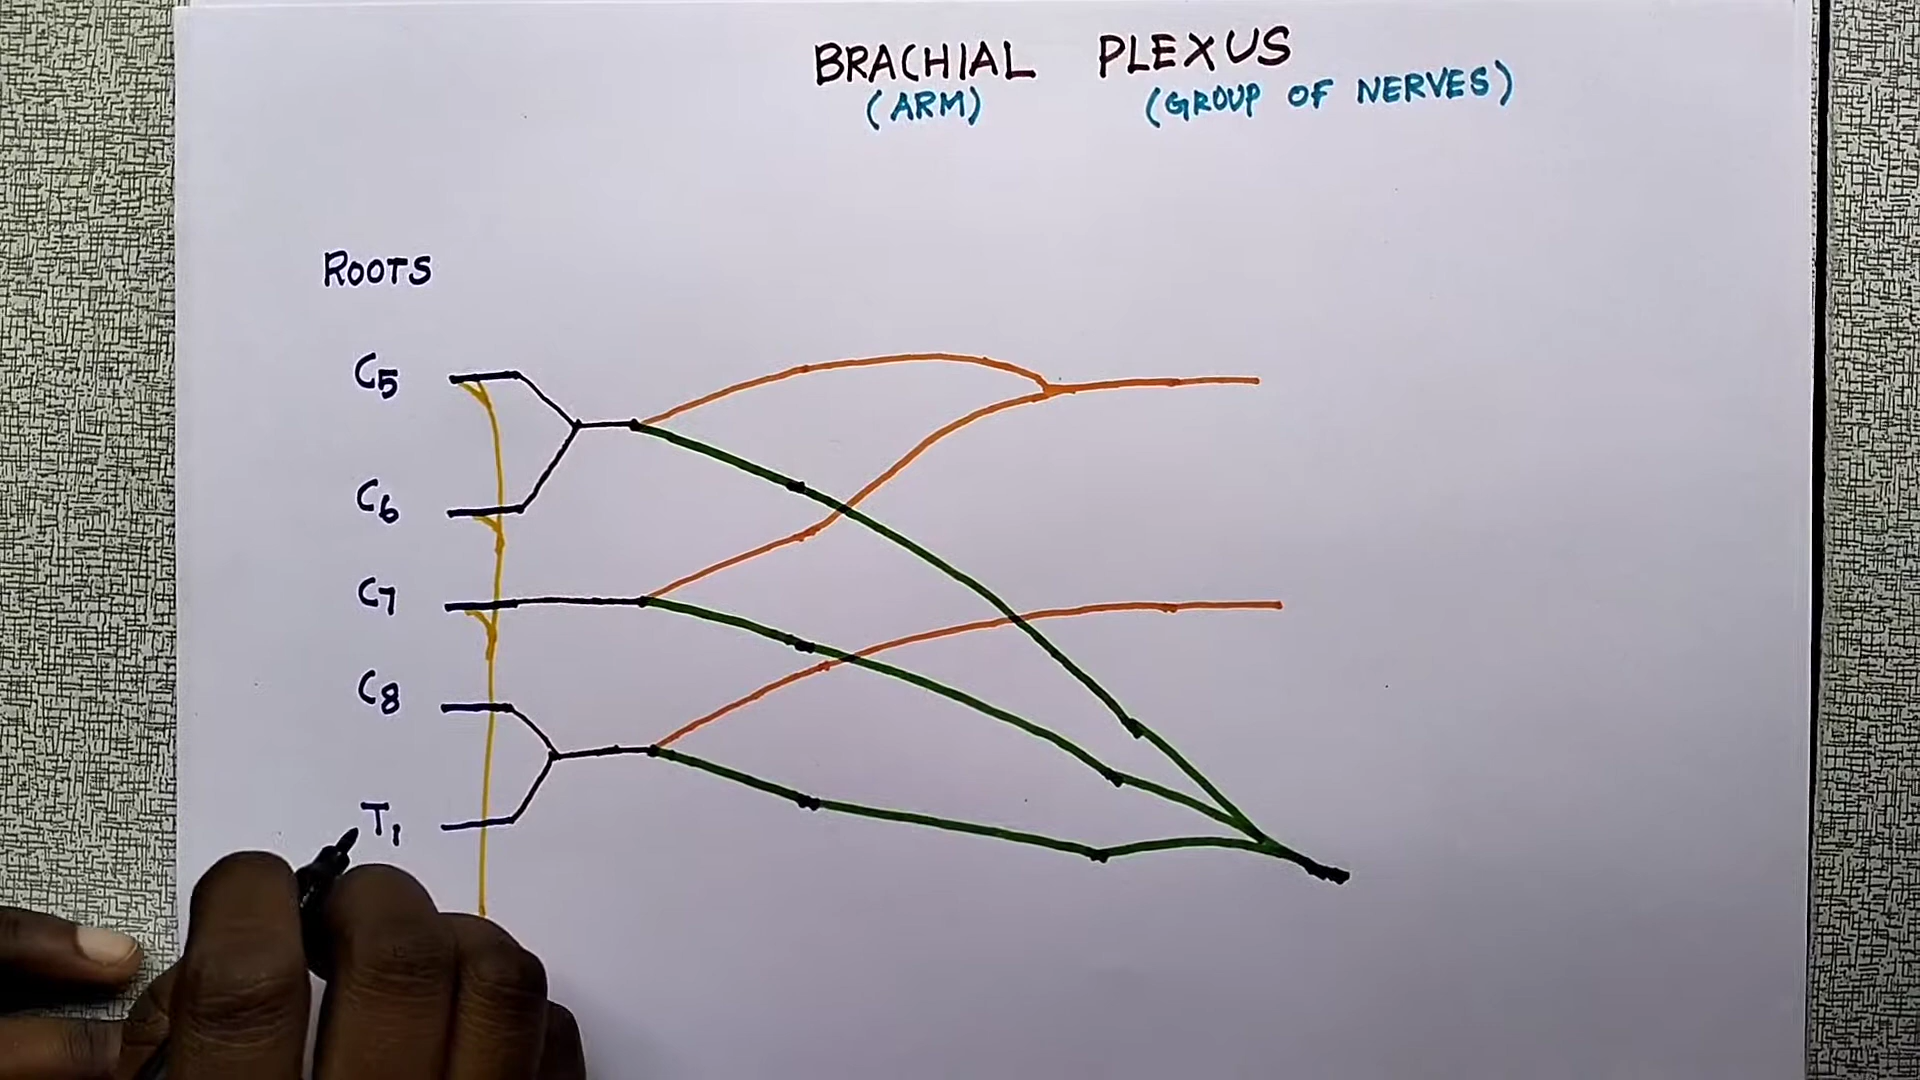 BRACHIAL PLEXUS
(ARM) (GROUP OF NERVES)
ROOTS
C5
C6
C7
C8
T1